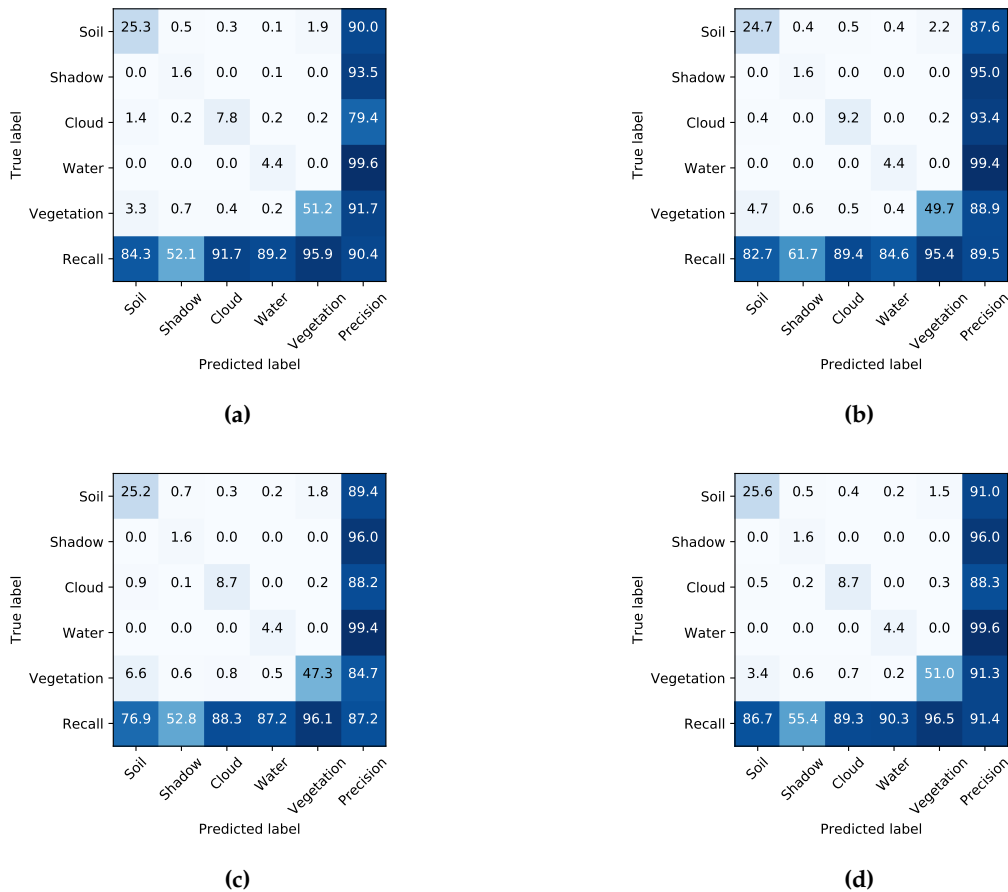 Soil 25.3 0.5 0.3 0.1 1.9 90.0
Shadow 0.0 1.6 0.0 0.1 0.0 93.5
Cloud 1.4 0.2 7.8 0.2 0.2 79.4
Water 0.0 0.0 0.0 4.4 0.0 99.6
Vegetation 3.3 0.7 0.4 0.2 51.2 91.7
Recall 84.3 52.1 91.7 89.2 95.9 90.4
True label
Soil Shadow Cloud Water Vegetation Precision
Predicted label
(a)
Soil 24.7 0.4 0.5 0.4 2.2 87.6
Shadow 0.0 1.6 0.0 0.0 0.0 95.0
Cloud 0.4 0.0 9.2 0.0 0.2 93.4
Water 0.0 0.0 0.0 4.4 0.0 99.4
Vegetation 4.7 0.6 0.5 0.4 49.7 88.9
Recall 82.7 61.7 89.4 84.6 95.4 89.5
True label
Soil Shadow Cloud Water Vegetation Precision
Predicted label
(b)
Soil 25.2 0.7 0.3 0.2 1.8 89.4
Shadow 0.0 1.6 0.0 0.0 0.0 96.0
Cloud 0.9 0.1 8.7 0.0 0.2 88.2
Water 0.0 0.0 0.0 4.4 0.0 99.4
Vegetation 6.6 0.6 0.8 0.5 47.3 84.7
Recall 76.9 52.8 88.3 87.2 96.1 87.2
True label
Soil Shadow Cloud Water Vegetation Precision
Predicted label
(c)
Soil 25.6 0.5 0.4 0.2 1.5 91.0
Shadow 0.0 1.6 0.0 0.0 0.0 96.0
Cloud 0.5 0.2 8.7 0.0 0.3 88.3
Water 0.0 0.0 0.0 4.4 0.0 99.6
Vegetation 3.4 0.6 0.7 0.2 51.0 91.3
Recall 86.7 55.4 89.3 90.3 96.5 91.4
True label
Soil Shadow Cloud Water Vegetation Precision
Predicted label
(d)